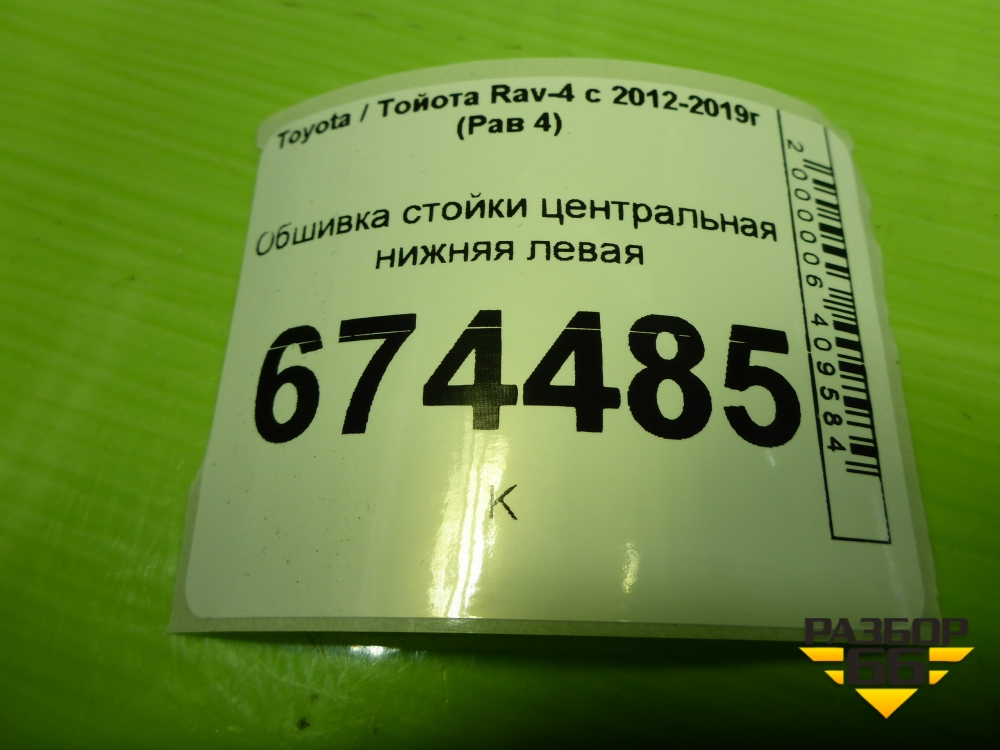 Toyota / Тойота Rav-4 с 2012-2019г
(Рав 4)
Обшивка стойки центральная
нижняя левая
674485
К
2000006409584
РАЗБОР
66